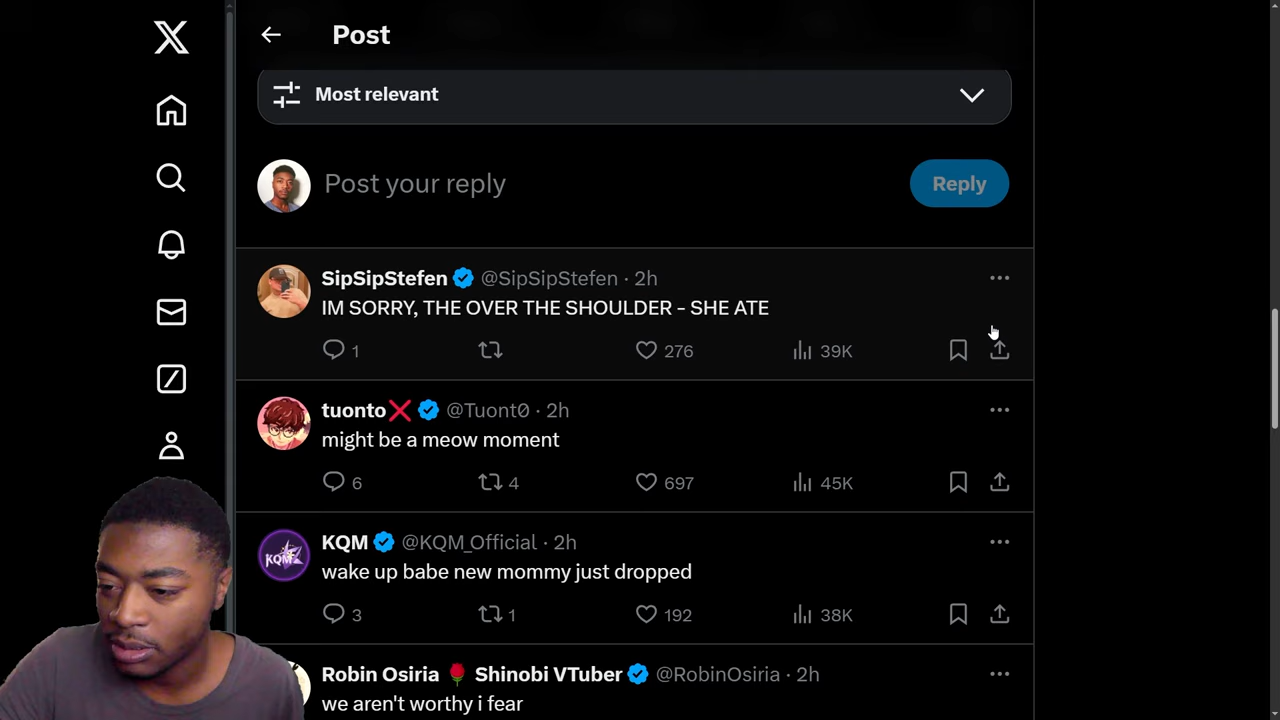 Post
Most relevant
Post your reply
Reply
SipSipStefen @SipSipStefen · 2h
IM SORRY, THE OVER THE SHOULDER - SHE ATE
1 276 39K
tuonto❌ @Tuont0 · 2h
might be a meow moment
6 4 697 45K
KQM @KQM_Official · 2h
KQM
wake up babe new mommy just dropped
3 1 192 38K
Robin Osiria 🌹 Shinobi VTuber @RobinOsiria · 2h
we aren't worthy i fear